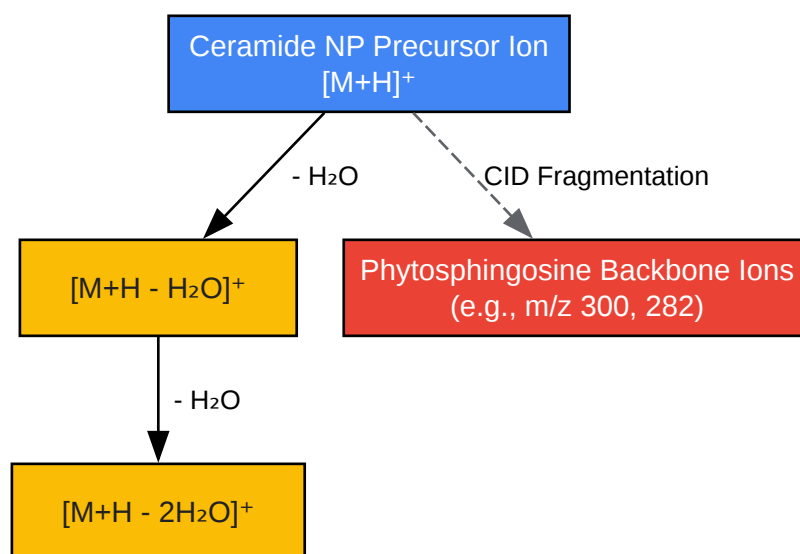 Ceramide NP Precursor Ion
[M+H]⁺
- H₂O
CID Fragmentation
[M+H - H₂O]⁺
Phytosphingosine Backbone Ions
(e.g., m/z 300, 282)
- H₂O
[M+H - 2H₂O]⁺